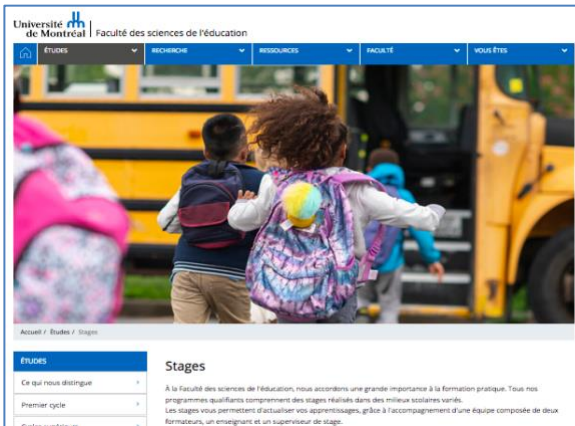 Université
de Montréal
Faculté des sciences de l'éducation
ÉTUDES
RECHERCHE
RESSOURCES
FACULTÉ
VOUS ÊTES
Accueil / Études / Stages
ÉTUDES
Ce qui nous distingue
Premier cycle
Stages
À la Faculté des sciences de l'éducation, nous accordons une grande importance à la formation pratique. Tous nos
programmes qualifiants comprennent des stages réalisés dans des milieux scolaires variés.
Les stages vous permettent d'actualiser vos apprentissages, grâce à l'accompagnement d'une équipe composée de deux
formateurs, un enseignant et un superviseur de stage.